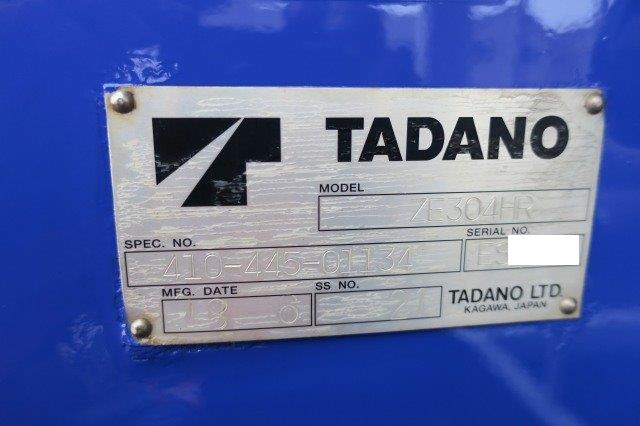 TADANO
MODEL
ZE304HR
SPEC. NO.
SERIAL NO.
410-445-01134
MFG. DATE
SS NO.
TADANO LTD.
KAGAWA, JAPAN